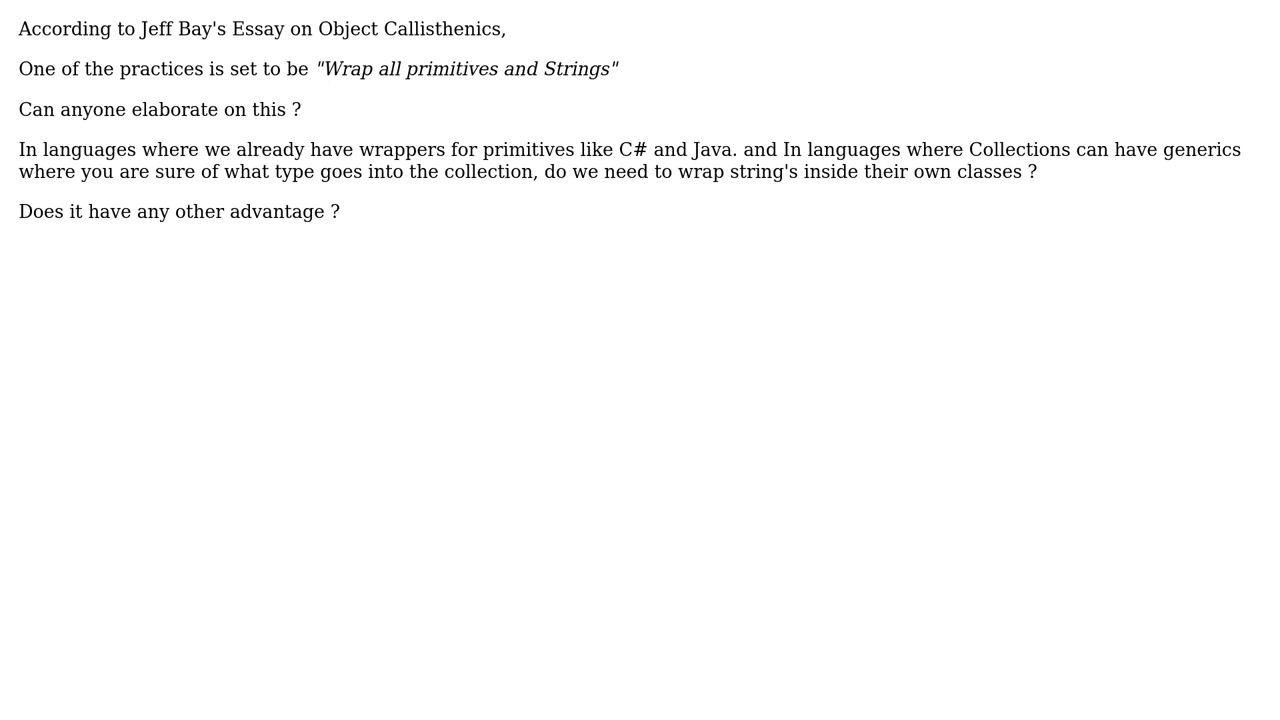 According to Jeff Bay's Essay on Object Callisthenics,
One of the practices is set to be "Wrap all primitives and Strings"
Can anyone elaborate on this ?
In languages where we already have wrappers for primitives like C# and Java. and In languages where Collections can have generics
where you are sure of what type goes into the collection, do we need to wrap string's inside their own classes ?
Does it have any other advantage ?